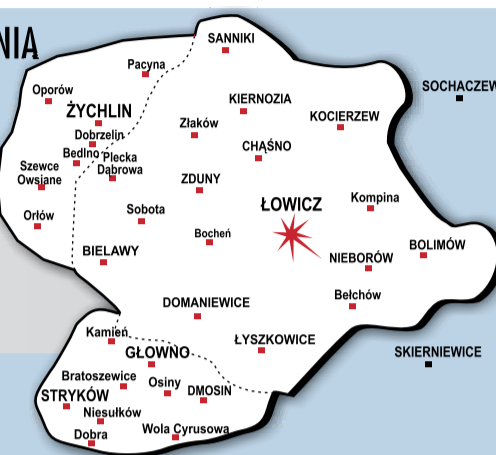 NIĄ
SANNIKI
Pacyna
Oporów
SOCHACZEW
KIERNOZIA
ŻYCHLIN
KOCIERZEW
Złaków
Dobrzelin
CHĄŚNO
Bedlno
Plecka
Dąbrowa
Szewce
Owsiane
ZDUNY
Kompina
ŁOWICZ
Sobota
Orłów
Bocheń
BOLIMÓW
BIELAWY
NIEBORÓW
Bełchów
DOMANIEWICE
Kamień
ŁYSZKOWICE
GŁOWNO
SKIERNIEWICE
Bratoszewice
Osiny
DMOSIN
STRYKÓW
Niesułków
Dobra
Wola Cyrusowa